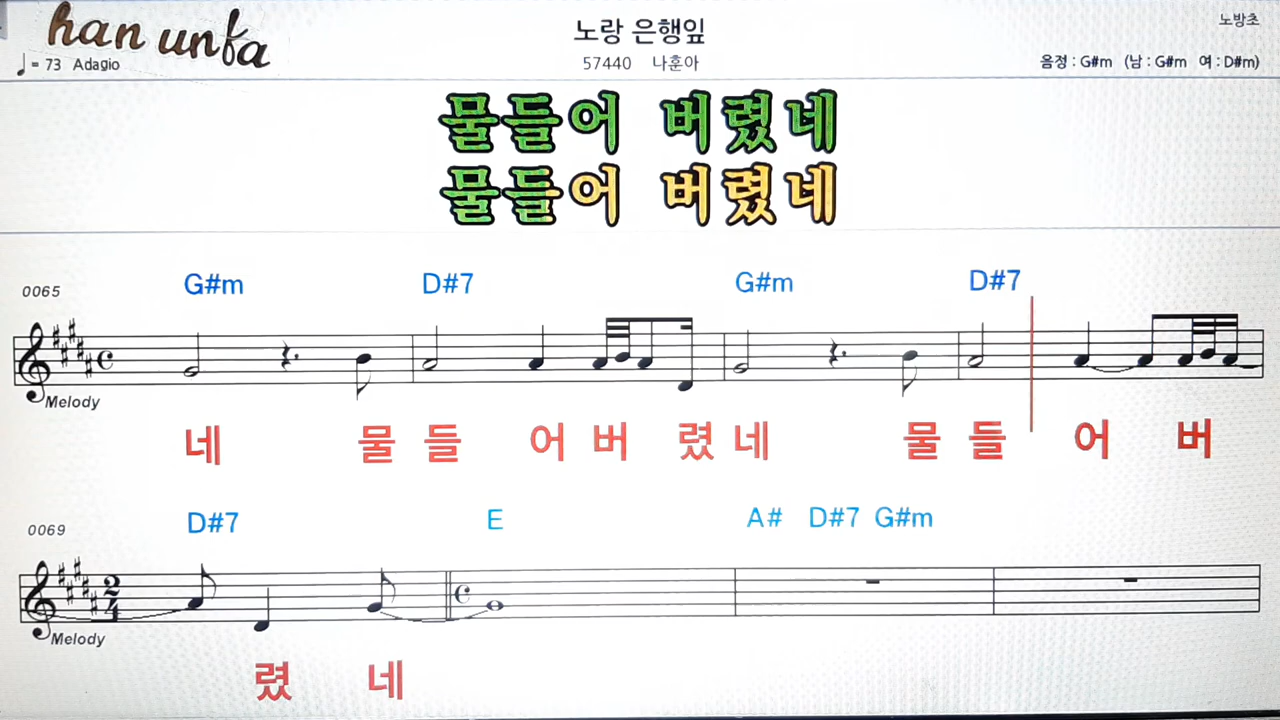 han unfa
노랑 은행잎
노방초
♩ = 73 Adagio
57440 나훈아
음정 : G#m (남 : G#m 여 : D#m)
물들어 버렸네
물들어 버렸네
0065
G#m D#7 G#m D#7
Melody
네 물 들 어 버 렸 네 물 들 어 버
0069
D#7 E A# D#7 G#m
2
4
Melody
렸 네